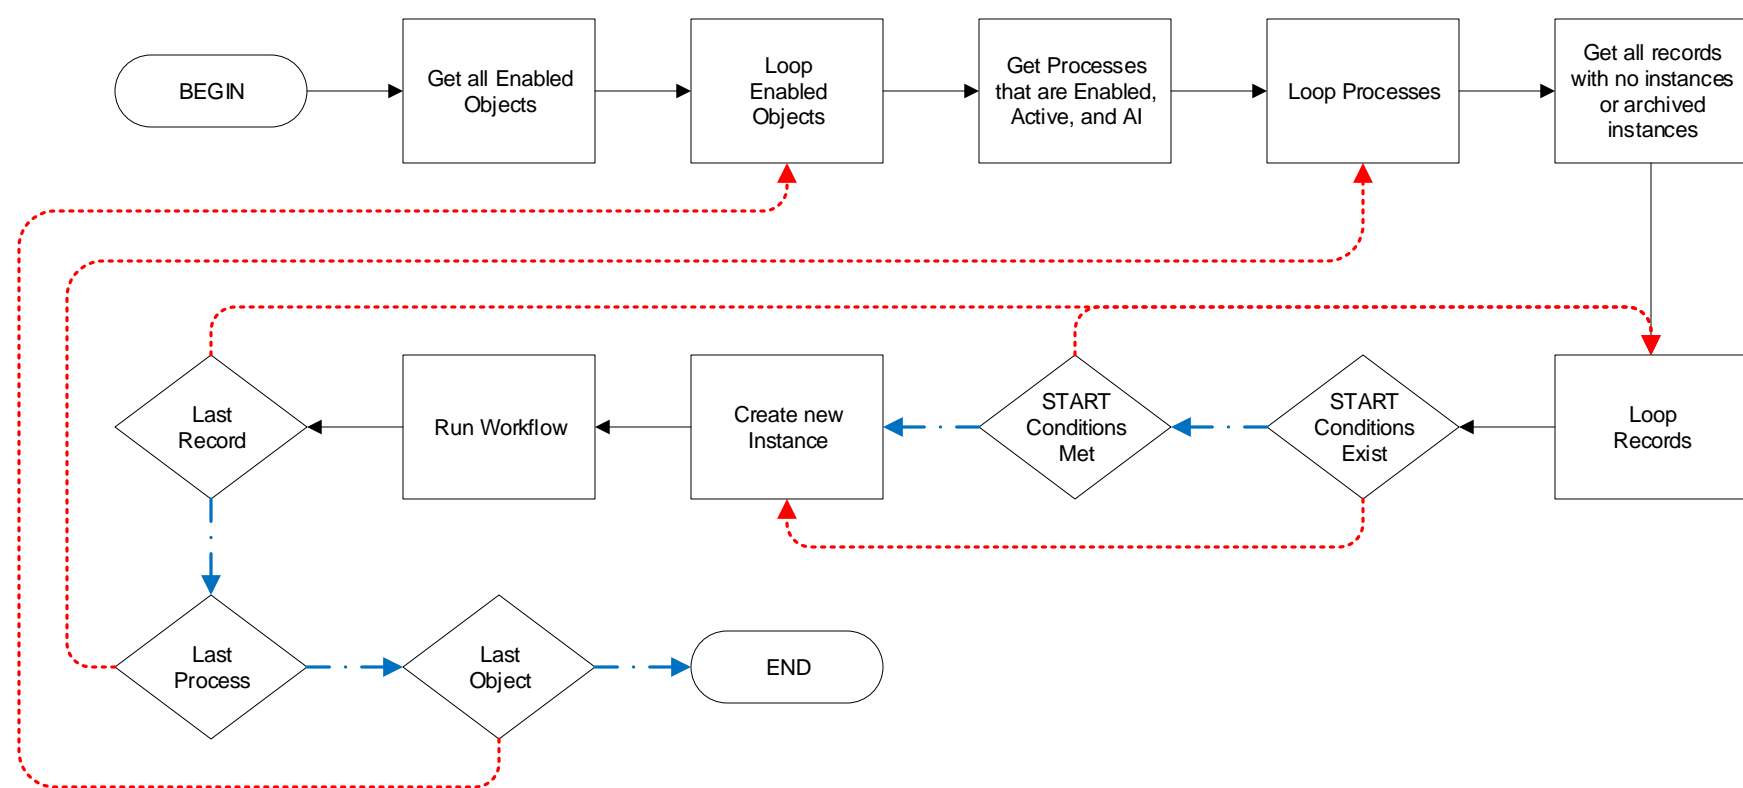 BEGIN
Get all Enabled
Objects
Loop
Enabled
Objects
Get Processes
that are Enabled,
Active, and AI
Loop Processes
Get all records
with no instances
or archived
instances
Last
Record
Run Workflow
Create new
Instance
START
Conditions
Met
START
Conditions
Exist
Loop
Records
Last
Process
Last
Object
END